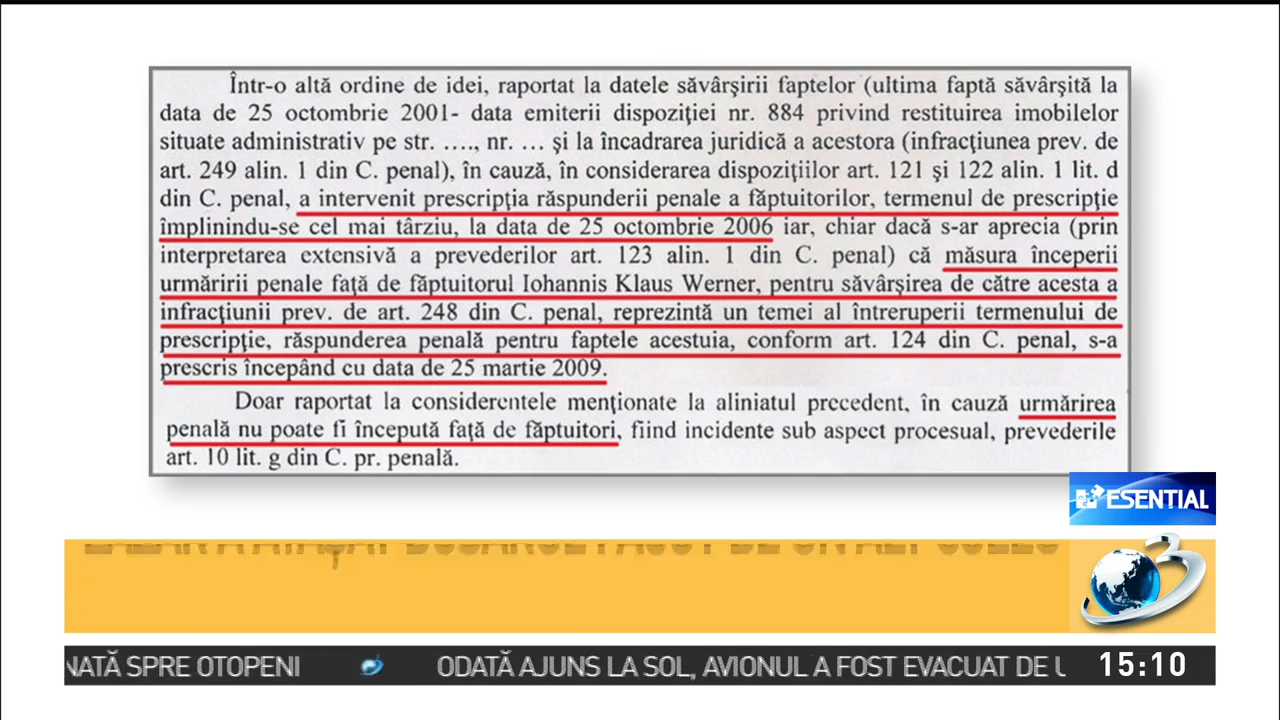 Într-o altă ordine de idei, raportat la datele săvârşirii faptelor (ultima faptă săvârşită la
data de 25 octombrie 2001- data emiterii dispoziţiei nr. 884 privind restituirea imobilelor
situate administrativ pe str. …., nr. … şi la încadrarea juridică a acestora (infracţiunea prev. de
art. 249 alin. 1 din C. penal), în cauză, în considerarea dispoziţiilor art. 121 şi 122 alin. 1 lit. d
din C. penal, a intervenit prescripţia răspunderii penale a făptuitorilor, termenul de prescripţie
împlinindu-se cel mai târziu, la data de 25 octombrie 2006 iar, chiar dacă s-ar aprecia (prin
interpretarea extensivă a prevederilor art. 123 alin. 1 din C. penal) că măsura începerii
urmăririi penale faţă de făptuitorul Iohannis Klaus Werner, pentru săvârşirea de către acesta a
infracţiunii prev. de art. 248 din C. penal, reprezintă un temei al întreruperii termenului de
prescripţie, răspunderea penală pentru faptele acestuia, conform art. 124 din C. penal, s-a
prescris începând cu data de 25 martie 2009.
Doar raportat la considerentele menţionate la aliniatul precedent, în cauză urmărirea
penală nu poate fi începută faţă de făptuitori, fiind incidente sub aspect procesual, prevederile
art. 10 lit. g din C. pr. penală.
ESENTIAL
3
NATĂ SPRE OTOPENI ODATĂ AJUNS LA SOL, AVIONUL A FOST EVACUAT DE
15:10